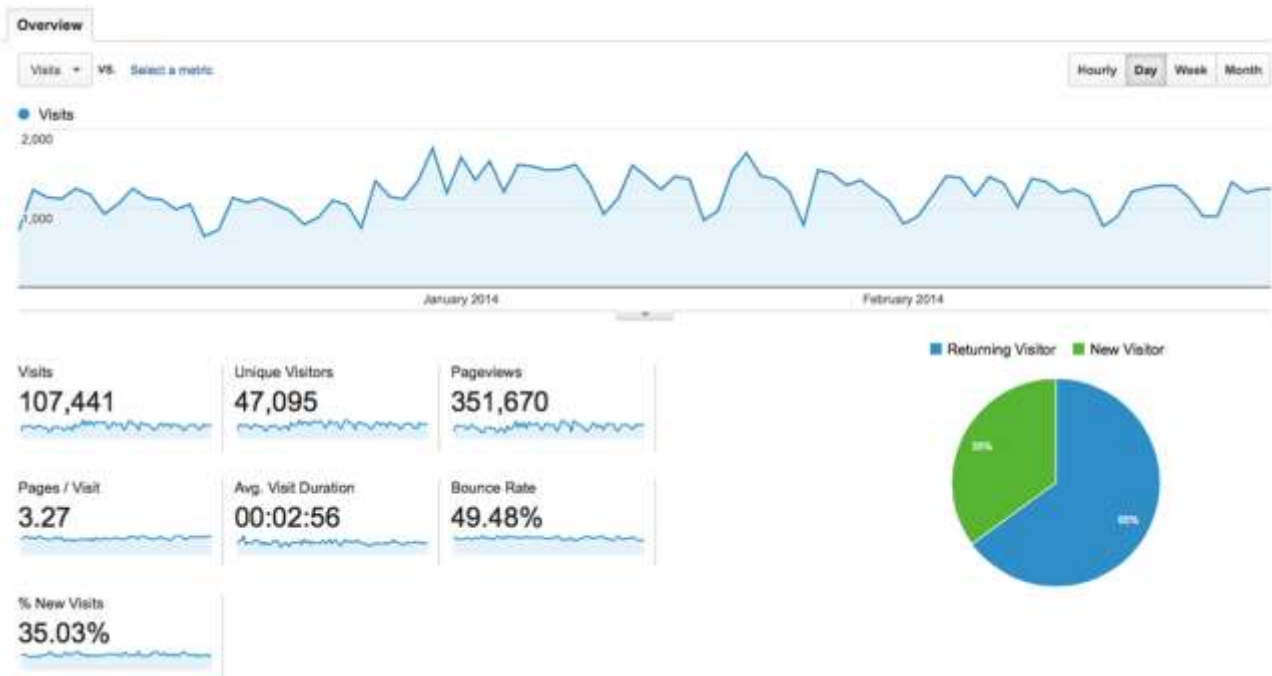 Overview
Visits VS. Select a metric
Hourly Day Week Month
Visits
2,000
1,000
January 2014 February 2014
Returning Visitor New Visitor
Visits Unique Visitors Pageviews
107,441 47,095 351,670
35%
65%
Pages / Visit Avg. Visit Duration Bounce Rate
3.27 00:02:56 49.48%
% New Visits
35.03%